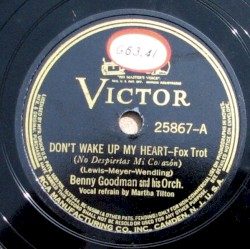 G63.41
"HIS MASTER'S VOICE"
VICTOR
25867-A
DON'T WAKE UP MY HEART—Fox Trot
(No Despiertas Mi Corazón)
(Lewis-Meyer-Wendling)
Benny Goodman and his Orch.
Vocal refrain by Martha Tilton
RCA MANUFACTURING CO., INC., CAMDEN, N. J., U. S. A.